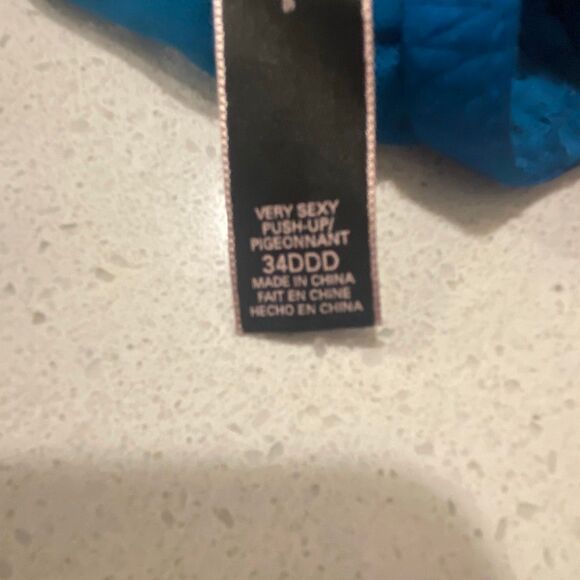 VERY SEXY
PUSH-UP/
PIGEONNANT
34DDD
MADE IN CHINA
FAIT EN CHINE
HECHO EN CHINA